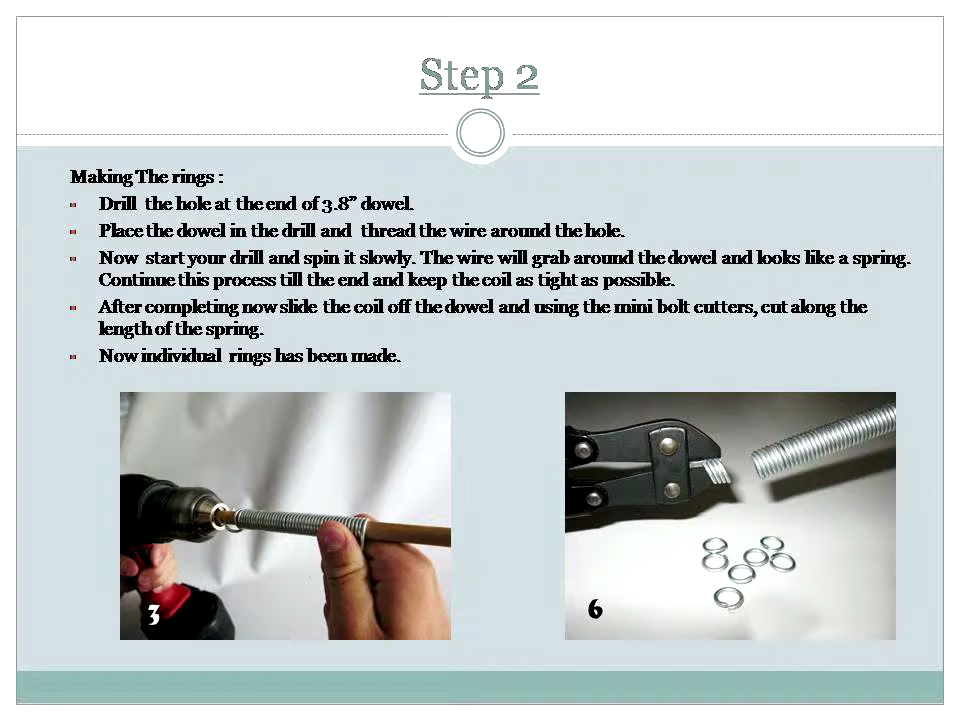 Step 2
Making The rings :
Drill the hole at the end of 3.8” dowel.
Place the dowel in the drill and thread the wire around the hole.
Now start your drill and spin it slowly. The wire will grab around the dowel and looks like a spring.
Continue this process till the end and keep the coil as tight as possible.
After completing now slide the coil off the dowel and using the mini bolt cutters, cut along the
length of the spring.
Now individual rings has been made.
3
6